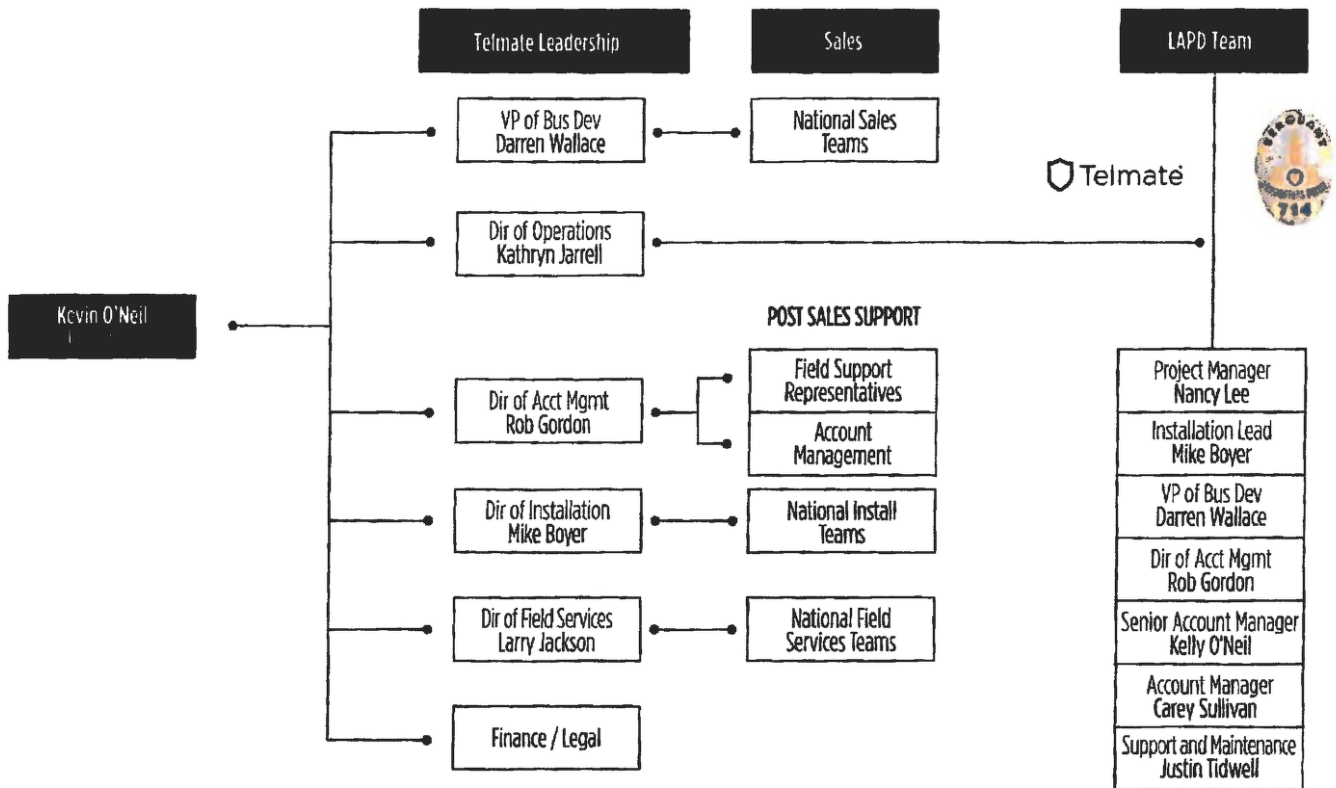 Telmate Leadership
Sales
LAPD Team
VP of Bus Dev
Darren Wallace
National Sales
Teams
Telmate
SERGEANT
714
Dir of Operations
Kathryn Jarrell
Kevin O'Neil
POST SALES SUPPORT
Dir of Acct Mgmt
Rob Gordon
Field Support
Representatives
Account
Management
Dir of Installation
Mike Boyer
National Install
Teams
Dir of Field Services
Larry Jackson
National Field
Services Teams
Finance / Legal
Project Manager
Nancy Lee
Installation Lead
Mike Boyer
VP of Bus Dev
Darren Wallace
Dir of Acct Mgmt
Rob Gordon
Senior Account Manager
Kelly O'Neil
Account Manager
Carey Sullivan
Support and Maintenance
Justin Tidwell